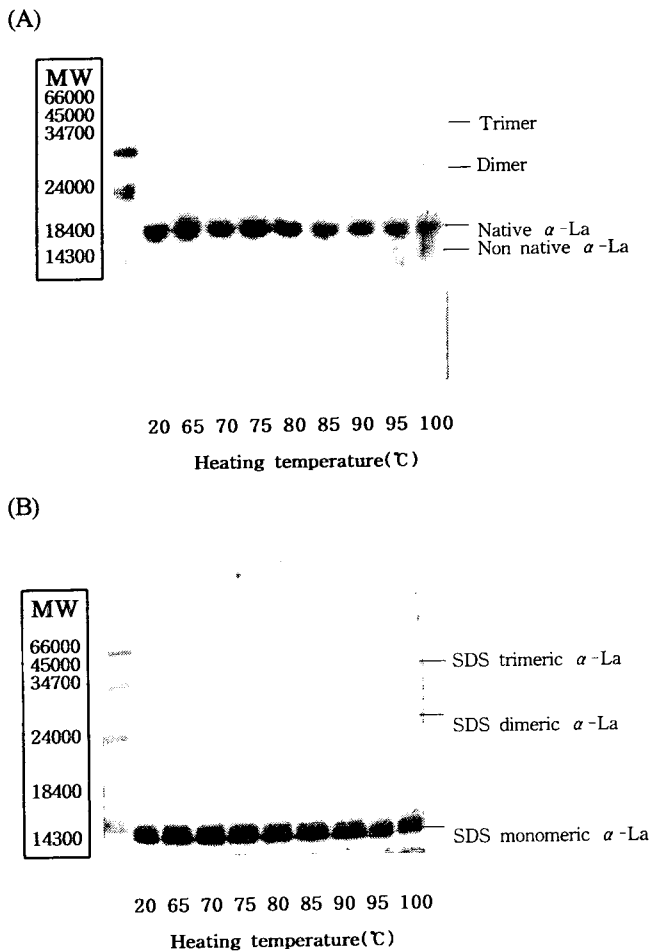 (A)
MW
66000
45000
34700
24000
18400
14300
Trimer
Dimer
Native α-La
Non native α-La
20 65 70 75 80 85 90 95 100
Heating temperature(℃)
(B)
MW
66000
45000
34700
24000
18400
14300
SDS trimeric α-La
SDS dimeric α-La
SDS monomeric α-La
20 65 70 75 80 85 90 95 100
Heating temperature(℃)